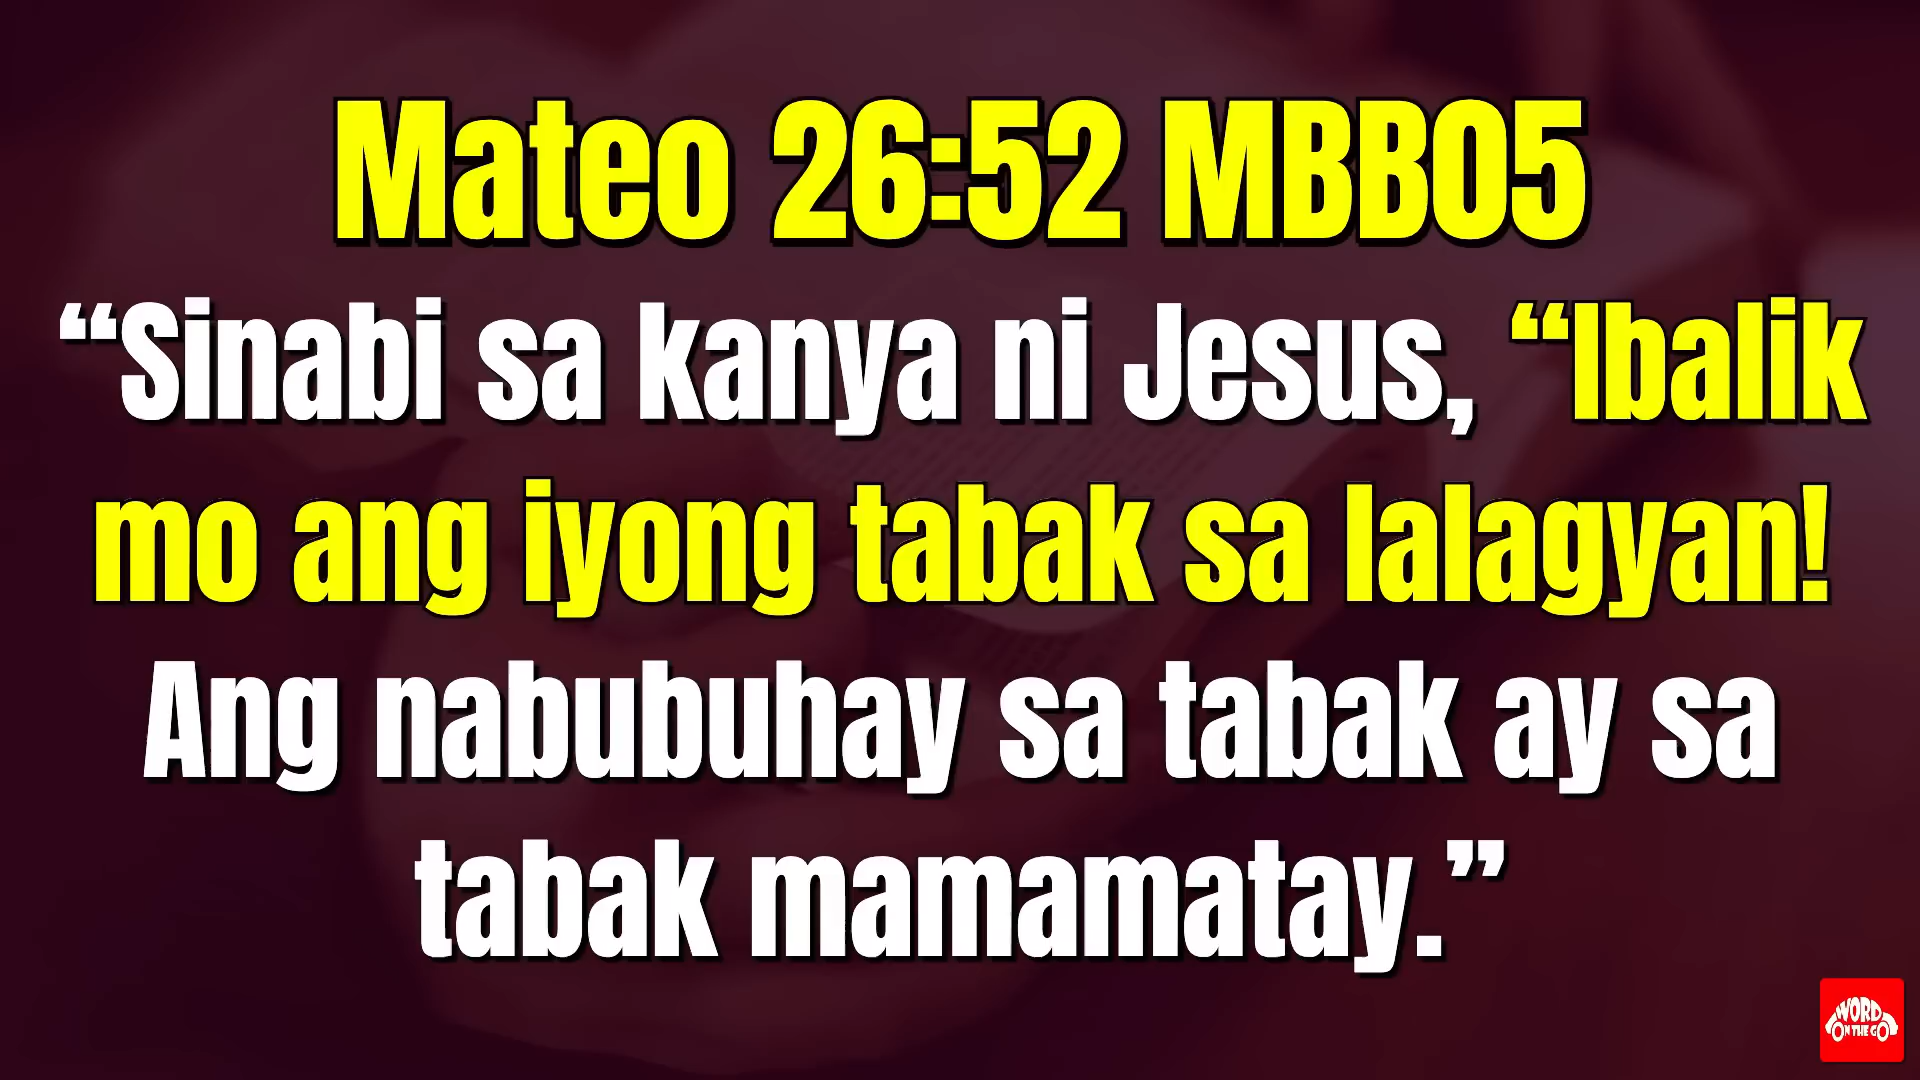 Mateo 26:52 MBB05
“Sinabi sa kanya ni Jesus, “Ibalik
mo ang iyong tabak sa lalagyan!
Ang nabubuhay sa tabak ay sa
tabak mamamatay.”
WORD
ON THE GO